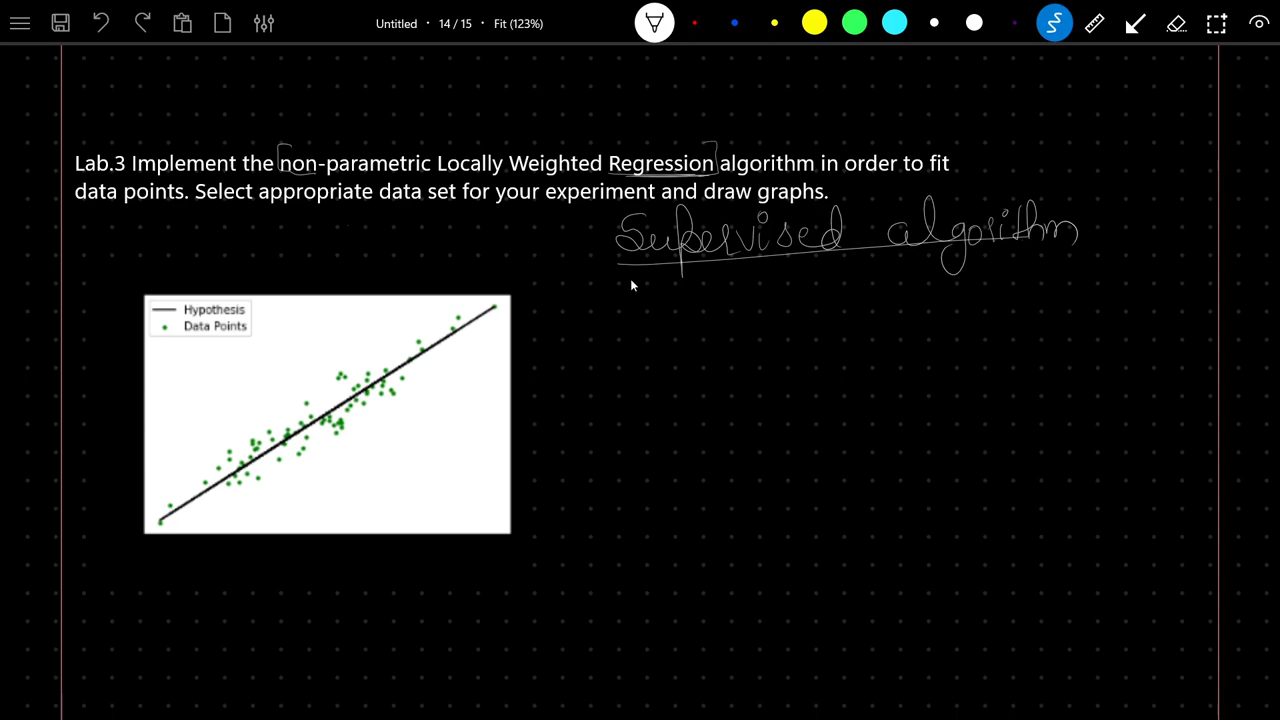 Untitled • 14 / 15 • Fit (123%)
Lab.3 Implement the non-parametric Locally Weighted Regression algorithm in order to fit
data points. Select appropriate data set for your experiment and draw graphs.
Supervised algorithm
Hypothesis
Data Points